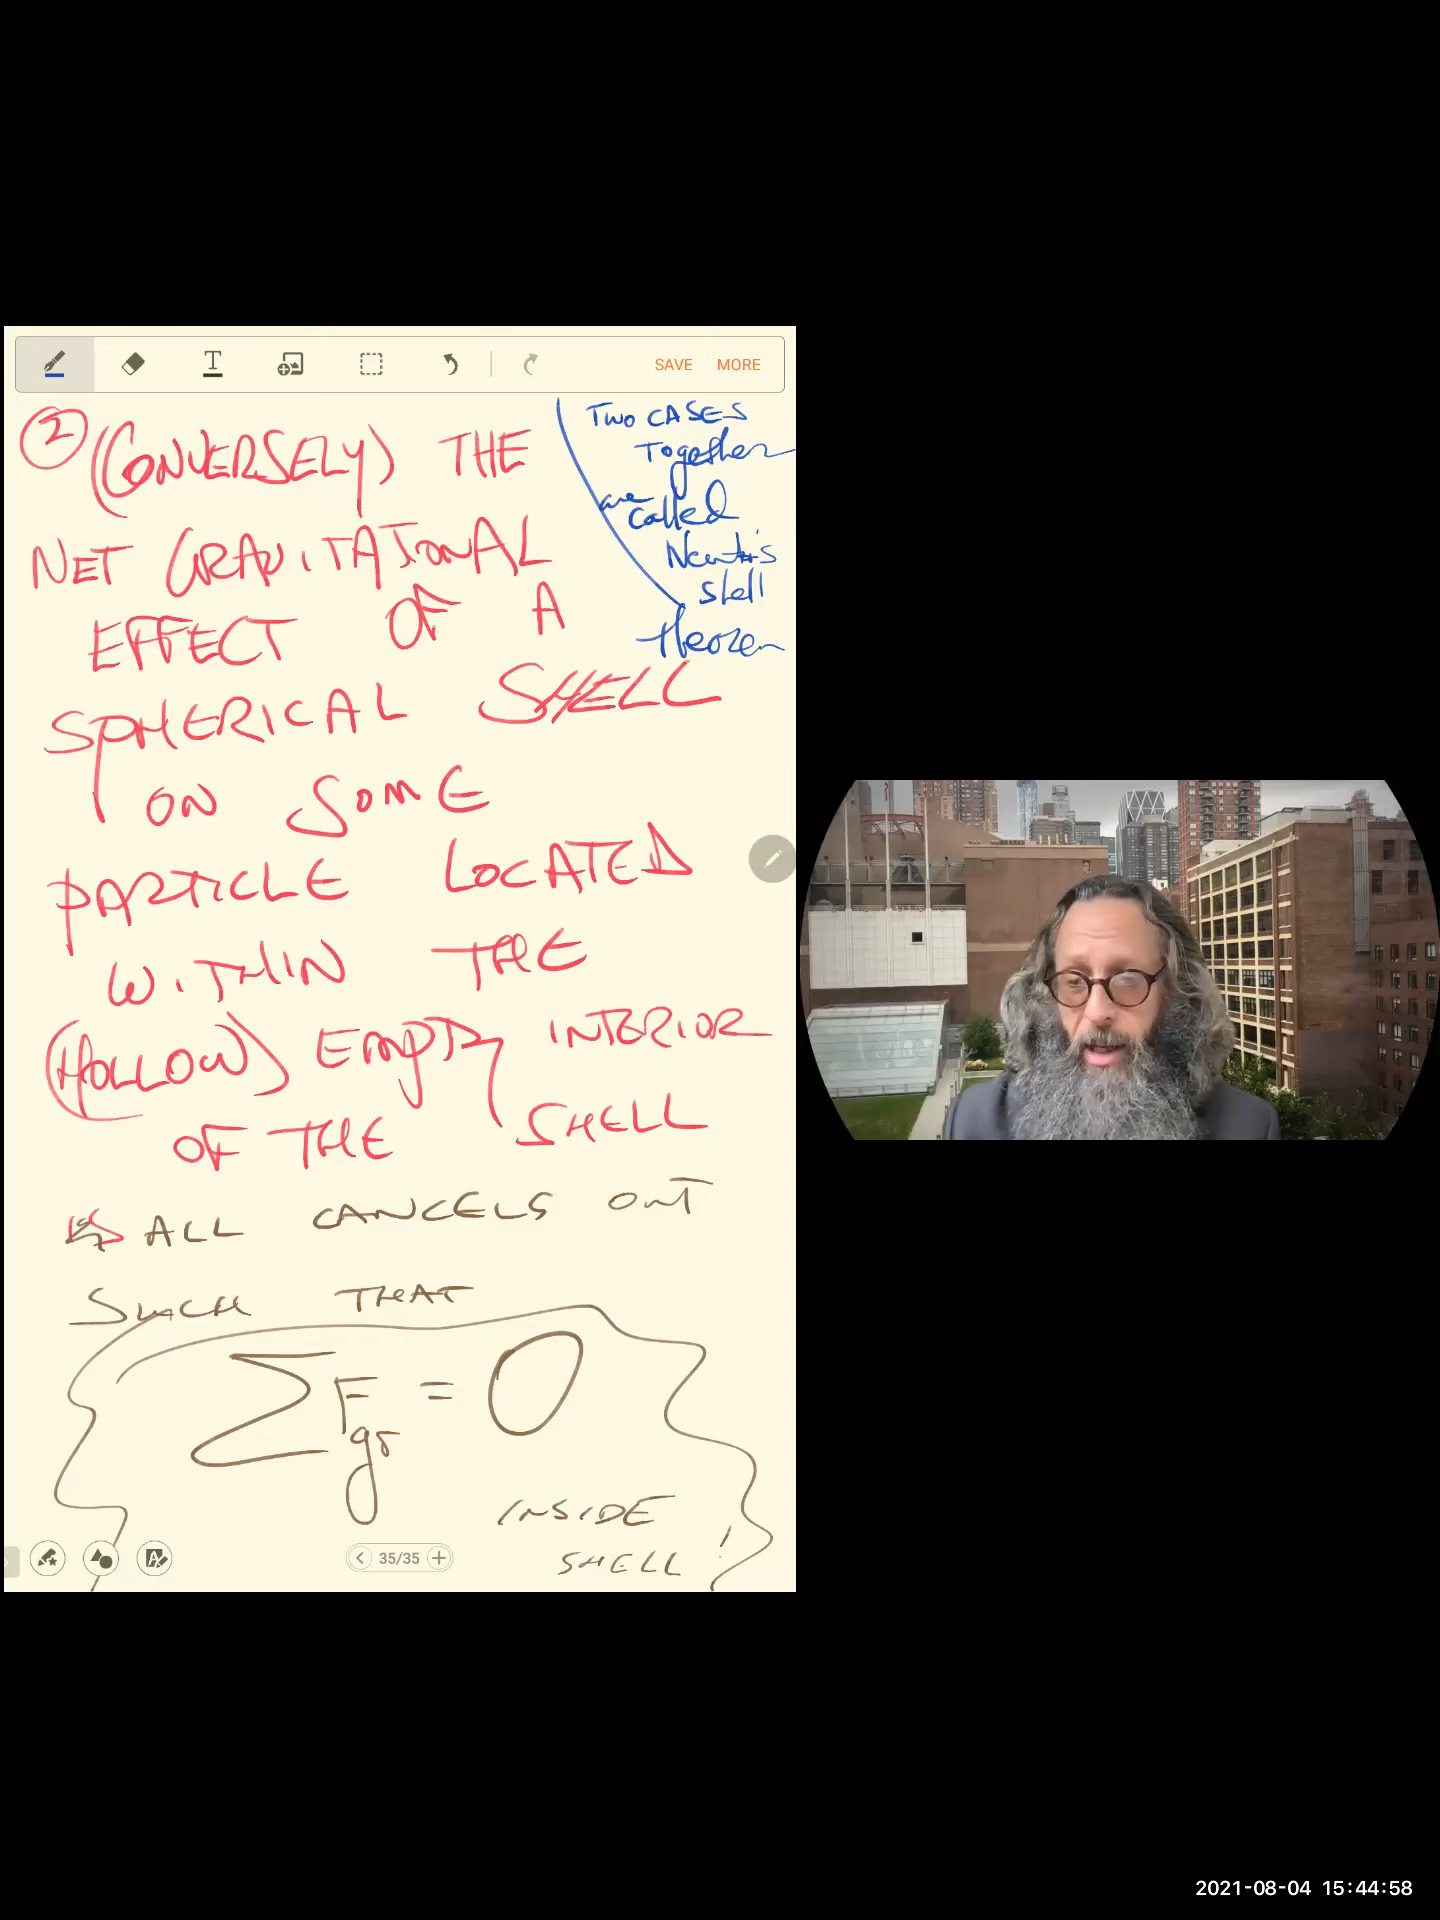 SAVE MORE
② (CONVERSELY) THE
NET GRAVITATIONAL
EFFECT OF A
SPHERICAL SHELL
ON SOME
PARTICLE LOCATED
WITHIN THE
(HOLLOW) EMPTY INTERIOR
OF THE SHELL
ALL CANCELS OUT
SUCH THAT
ΣFgr = 0
INSIDE
SHELL!
TWO CASES
Together
are called
Newton's
Shell
theorem
35/35
2021-08-04 15:44:58